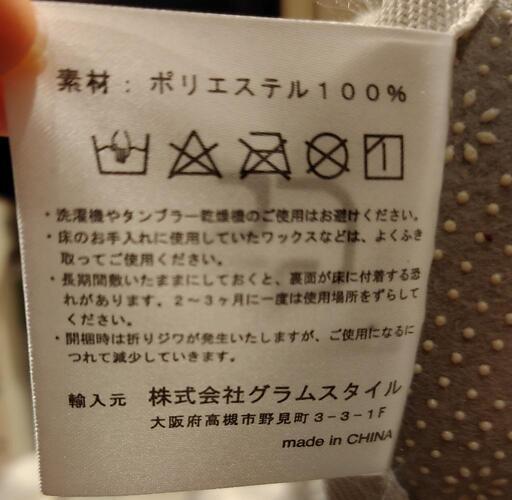 素材：ポリエステル１００％
・洗濯機やタンブラー乾燥機のご使用はお避けください。
・床のお手入れに使用していたワックスなどは、よくふき
取ってご使用ください。
・長期間敷いたままにしておくと、裏面が床に付着する恐
れがあります。２～３ヶ月に一度は使用場所をずらして
ください。
・開梱時は折りジワが発生いたしますが、ご使用になるに
つれて減少していきます。
輸入元　株式会社グラムスタイル
大阪府高槻市野見町３－３－１Ｆ
made in CHINA